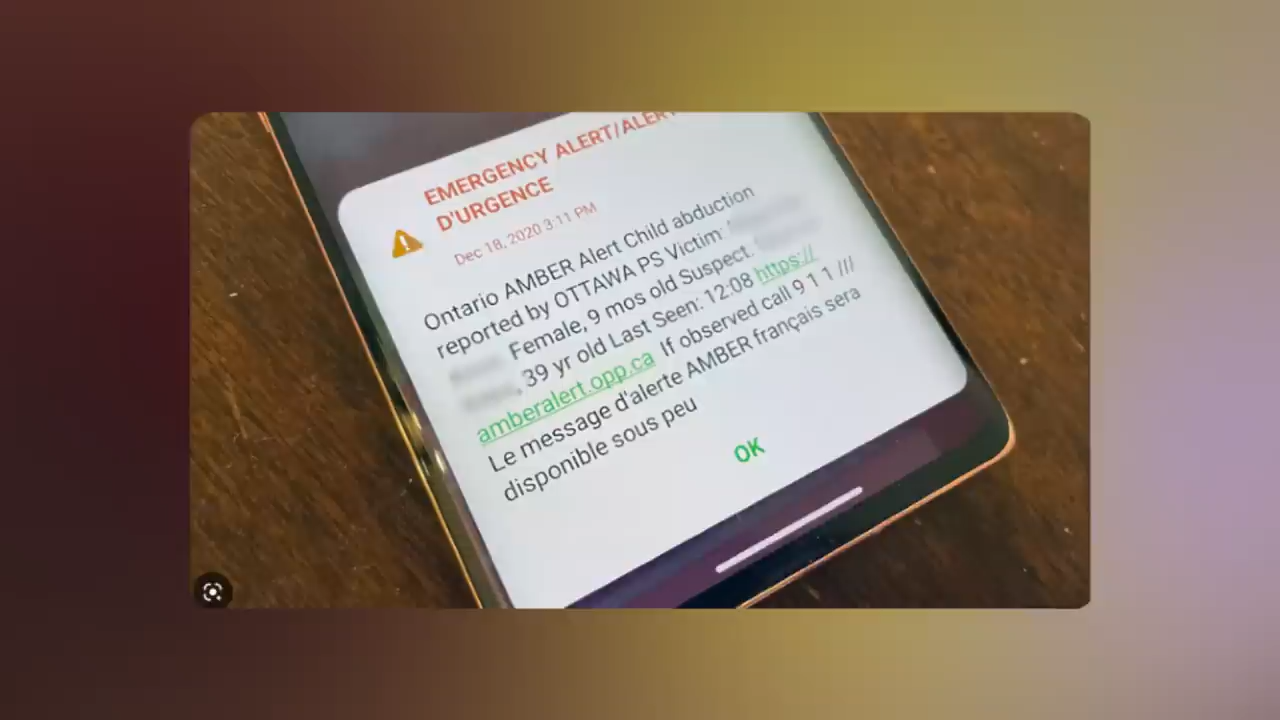 EMERGENCY ALERT/ALERT
D'URGENCE
Dec 18, 2020 3:11 PM
Ontario AMBER Alert Child abduction
reported by OTTAWA PS Victim:
Female, 9 mos old Suspect:
, 39 yr old Last Seen: 12:08 https://
amberalert.opp.ca If observed call 9 1 1 ///
Le message d'alerte AMBER français sera
disponible sous peu
OK